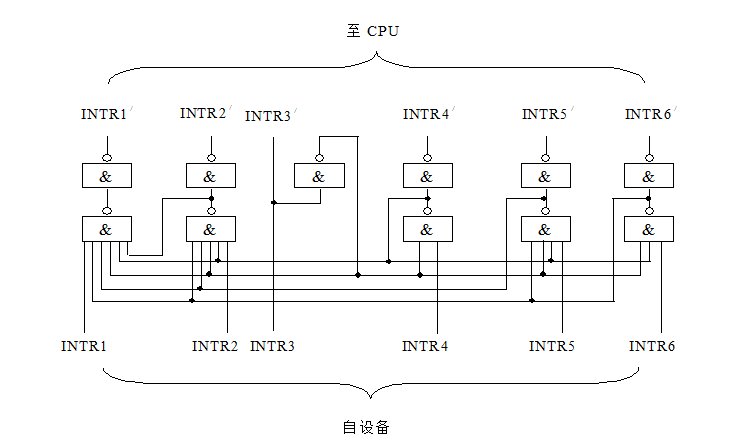 至 CPU
INTR1′ INTR2′ INTR3′ INTR4′ INTR5′ INTR6′
& & & & & &
& & & & &
INTR1 INTR2 INTR3 INTR4 INTR5 INTR6
自设备